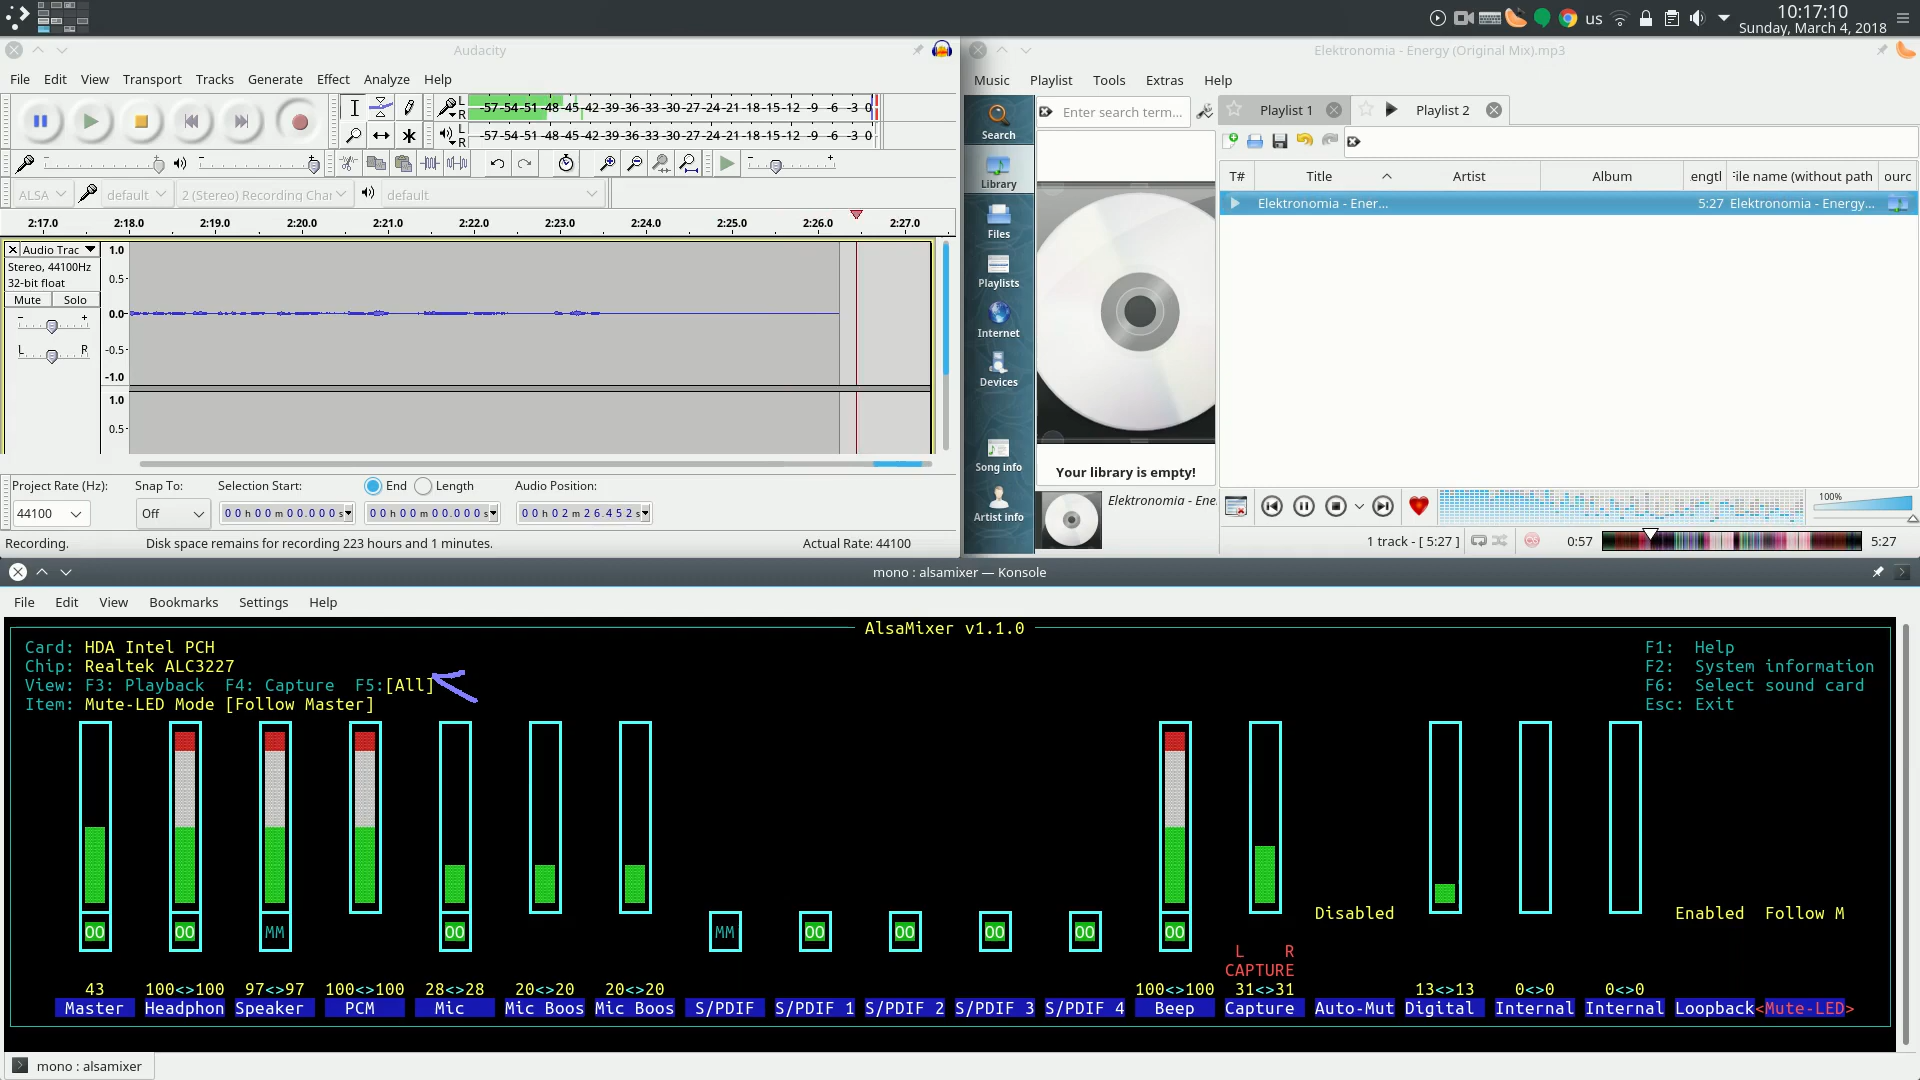 us
10:17:10
Sunday, March 4, 2018
Audacity
File Edit View Transport Tracks Generate Effect Analyze Help
L
R
-57-54-51-48-45-42-39-36-33-30-27-24-21-18-15-12 -9 -6 -3 0
L
R
-57-54-51-48-45-42-39-36-33-30-27-24-21-18-15-12 -9 -6 -3 0
ALSA default 2 (Stereo) Recording Char default
2:17.0 2:18.0 2:19.0 2:20.0 2:21.0 2:22.0 2:23.0 2:24.0 2:25.0 2:26.0 2:27.0
Audio Trac
Stereo, 44100Hz
32-bit float
Mute Solo
- +
L R
1.0
0.5
0.0
-0.5
-1.0
1.0
0.5
Project Rate (Hz): Snap To: Selection Start: End Length Audio Position:
44100 Off 00h00m00.000s 00h00m00.000s 00h02m26.452s
Recording. Disk space remains for recording 223 hours and 1 minutes. Actual Rate: 44100
Elektronomia - Energy (Original Mix).mp3
Music Playlist Tools Extras Help
Search
Library
Files
Playlists
Internet
Devices
Song info
Artist info
Enter search term...
Your library is empty!
Elektronomia - Ene
Playlist 1 Playlist 2
T# Title Artist Album engtl File name (without path ourc
Elektronomia - Ener... 5:27 Elektronomia - Energy...
100%
1 track - [ 5:27 ] 0:57 5:27
mono : alsamixer — Konsole
File Edit View Bookmarks Settings Help
AlsaMixer v1.1.0
Card: HDA Intel PCH F1: Help
Chip: Realtek ALC3227 F2: System information
View: F3: Playback F4: Capture F5:[All] F6: Select sound card
Item: Mute-LED Mode [Follow Master] Esc: Exit
Disabled Enabled Follow M
OO OO MM OO MM OO OO OO OO OO
L R
CAPTURE
43 100<>100 97<>97 100<>100 28<>28 20<>20 20<>20 100<>100 31<>31 13<>13 0<>0 0<>0
Master Headphon Speaker PCM Mic Mic Boos Mic Boos S/PDIF S/PDIF 1 S/PDIF 2 S/PDIF 3 S/PDIF 4 Beep Capture Auto-Mut Digital Internal Internal Loopback<Mute-LED>
mono : alsamixer